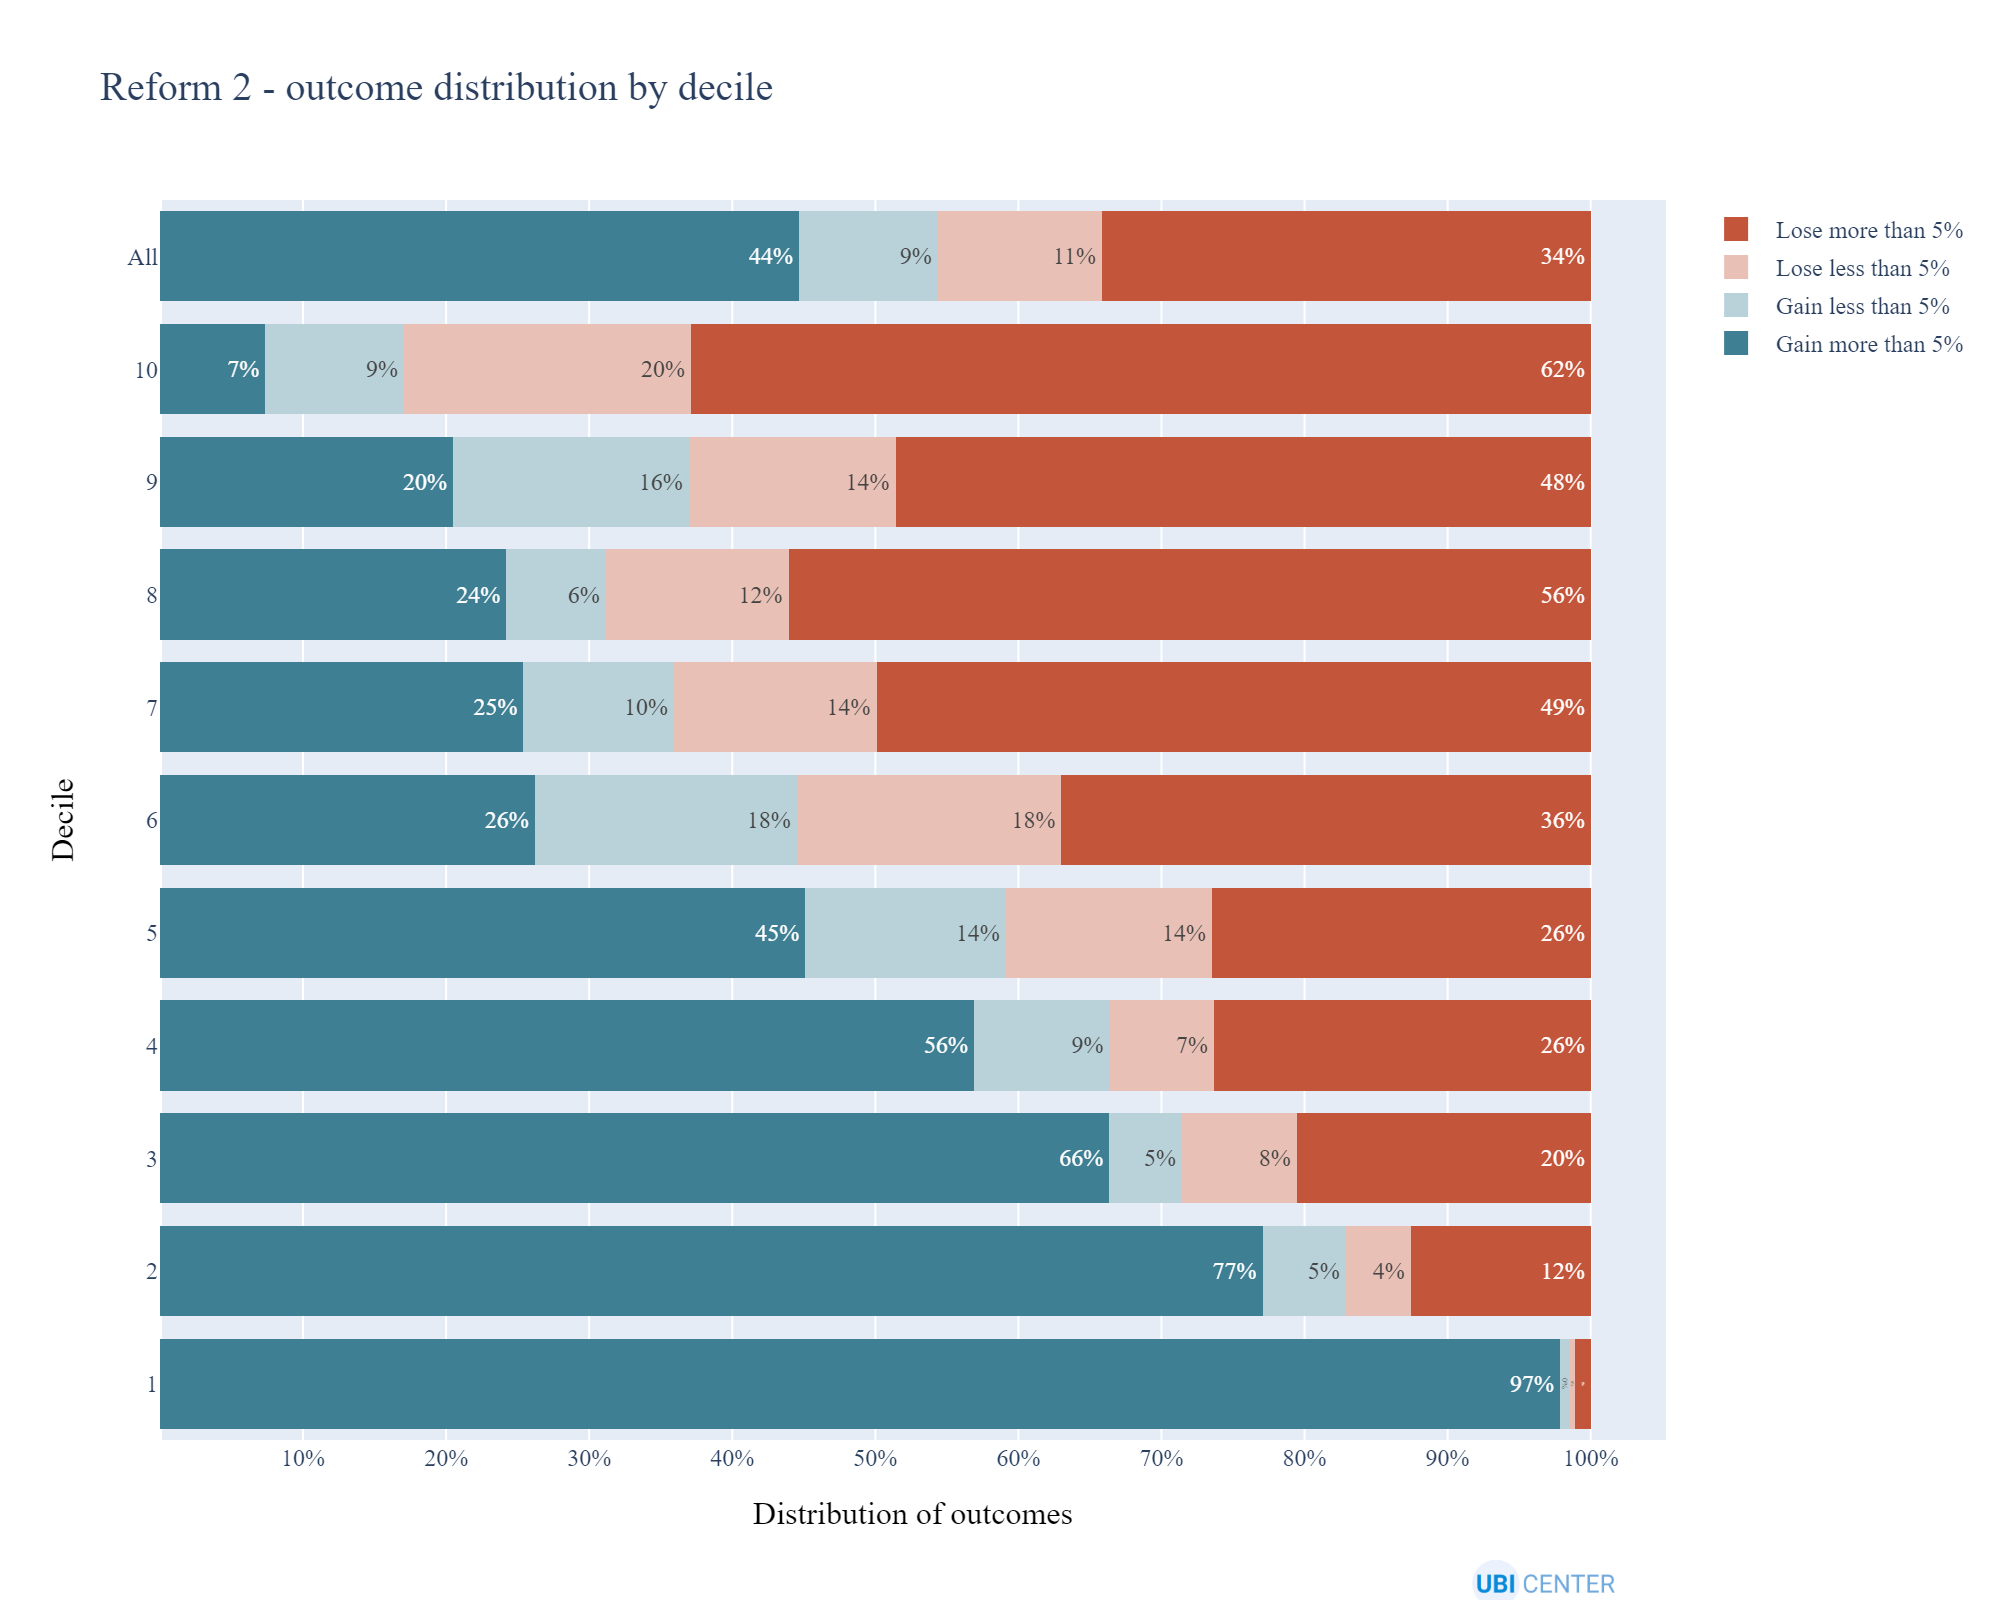 Reform 2 - outcome distribution by decile
Lose more than 5%
Lose less than 5%
Gain less than 5%
Gain more than 5%
Decile
All 44% 9% 11% 34%
10 7% 9% 20% 62%
9 20% 16% 14% 48%
8 24% 6% 12% 56%
7 25% 10% 14% 49%
6 26% 18% 18% 36%
5 45% 14% 14% 26%
4 56% 9% 7% 26%
3 66% 5% 8% 20%
2 77% 5% 4% 12%
1 97%
10% 20% 30% 40% 50% 60% 70% 80% 90% 100%
Distribution of outcomes
UBI CENTER